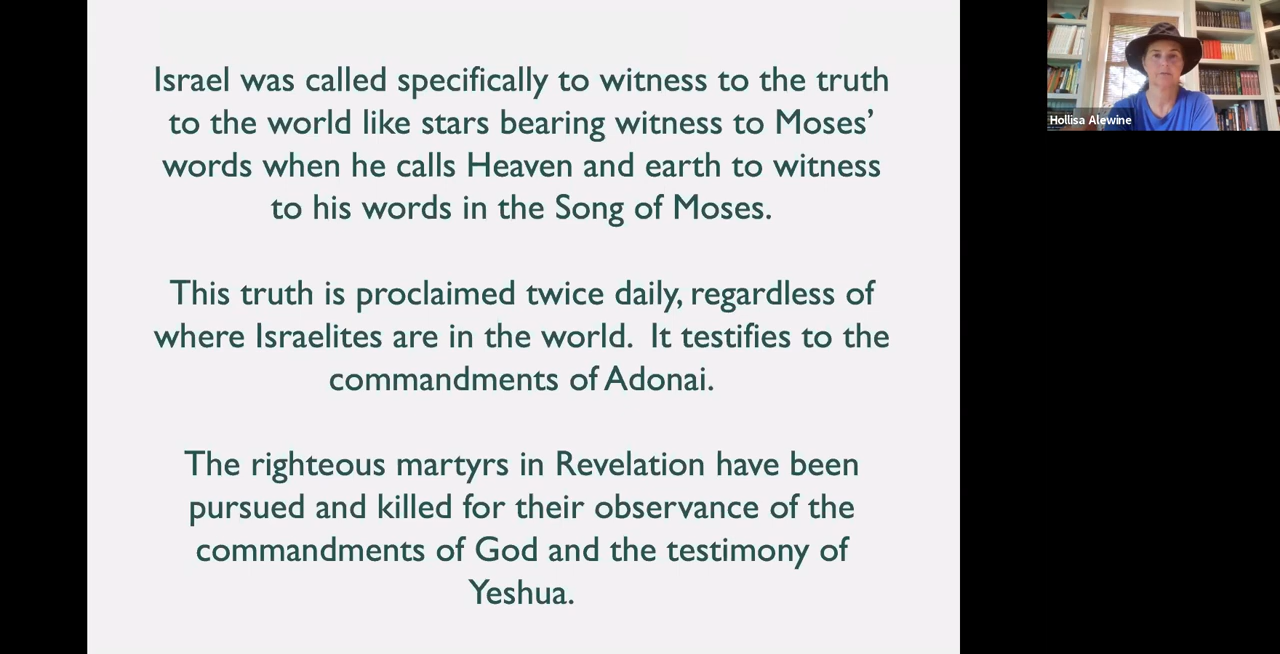 Israel was called specifically to witness to the truth
to the world like stars bearing witness to Moses’
words when he calls Heaven and earth to witness
to his words in the Song of Moses.
This truth is proclaimed twice daily, regardless of
where Israelites are in the world.  It testifies to the
commandments of Adonai.
The righteous martyrs in Revelation have been
pursued and killed for their observance of the
commandments of God and the testimony of
Yeshua.
Hollisa Alewine